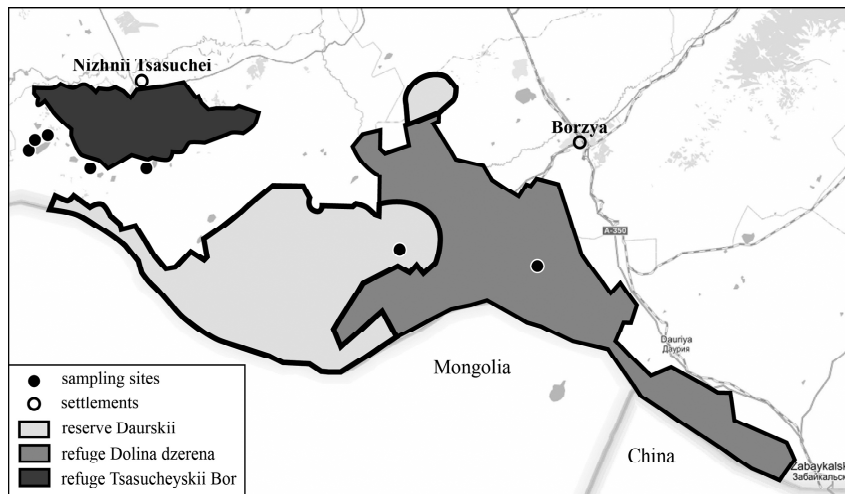 Nizhnii Tsasuchei
Borzya
A-350
Dauriya
Даурия
Mongolia
China
Zabaykalsk
Забайкальск
sampling sites
settlements
reserve Daurskii
refuge Dolina dzerena
refuge Tsasucheyskii Bor